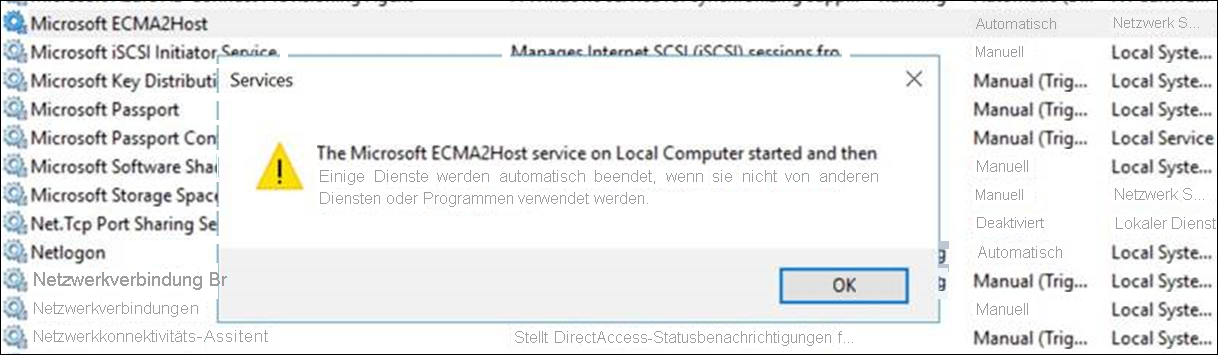 Microsoft ECMA2Host Automatisch Netzwerk S...
Microsoft iSCSI Initiator Service Manages Internet SCSI (iSCSI) sessions fro Manuell Local Syste...
Microsoft Key Distributi Manual (Trig... Local Syste...
Microsoft Passport Manual (Trig... Local Syste...
Microsoft Passport Con Manual (Trig... Local Service
Microsoft Software Sha Manuell Local Syste...
Microsoft Storage Space Manuell Netzwerk S...
Net.Tcp Port Sharing Se Deaktiviert Lokaler Dienst
Netlogon Automatisch Local Syste...
Netzwerkverbindung Br Manual (Trig... Local Syste...
Netzwerkverbindungen Manuell Local Syste...
Netzwerkkonnektivitäts-Assitent Stellt DirectAccess-Statusbenachrichtigungen f... Manual (Trig... Local Syste...
Services
The Microsoft ECMA2Host service on Local Computer started and then
Einige Dienste werden automatisch beendet, wenn sie nicht von anderen
Diensten oder Programmen verwendet werden.
OK